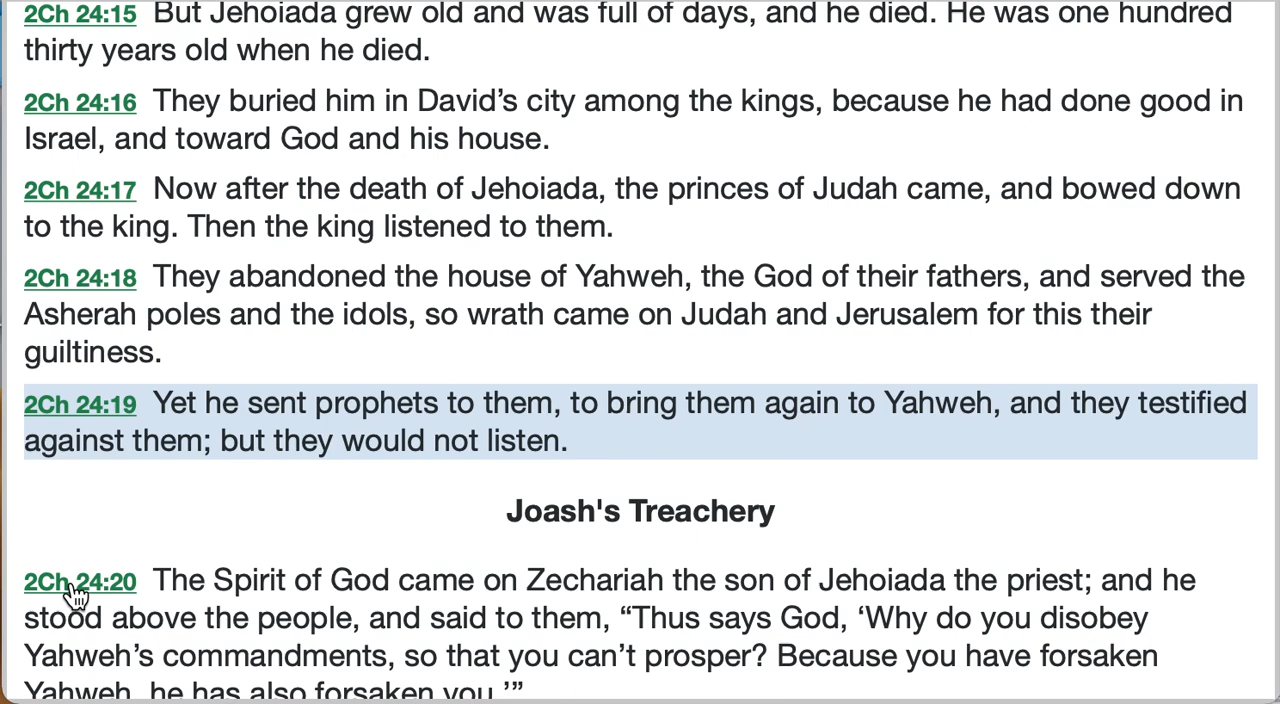 2Ch 24:15 But Jehoiada grew old and was full of days, and he died. He was one hundred
thirty years old when he died.
2Ch 24:16 They buried him in David’s city among the kings, because he had done good in
Israel, and toward God and his house.
2Ch 24:17 Now after the death of Jehoiada, the princes of Judah came, and bowed down
to the king. Then the king listened to them.
2Ch 24:18 They abandoned the house of Yahweh, the God of their fathers, and served the
Asherah poles and the idols, so wrath came on Judah and Jerusalem for this their
guiltiness.
2Ch 24:19 Yet he sent prophets to them, to bring them again to Yahweh, and they testified
against them; but they would not listen.
Joash's Treachery
2Ch 24:20 The Spirit of God came on Zechariah the son of Jehoiada the priest; and he
stood above the people, and said to them, “Thus says God, ‘Why do you disobey
Yahweh’s commandments, so that you can’t prosper? Because you have forsaken
Yahweh, he has also forsaken you.’”